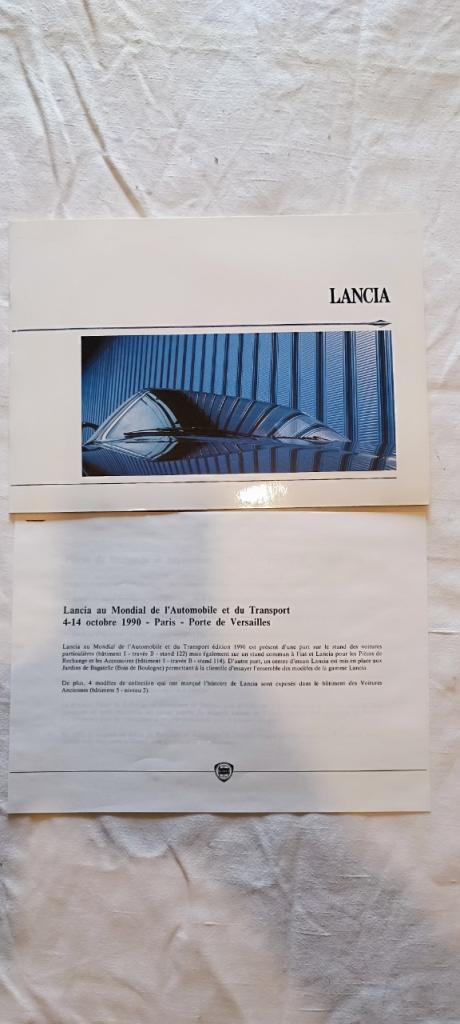 LANCIA
Lancia au Mondial de l'Automobile et du Transport
4-14 octobre 1990 - Paris - Porte de Versailles
Lancia au Mondial de l'Automobile et du Transport édition 1990 est présent d'une part sur le stand des voitures
particulières (bâtiment 1 - travée B - stand 122) mais également sur un stand commun à Fiat et Lancia pour les Pièces de
Rechange et les Accessoires (bâtiment 1 - travée B - stand 114). D'autre part, un centre d'essais Lancia est mis en place aux
Jardins de Bagatelle (Bois de Boulogne) permettant à la clientèle d'essayer l'ensemble des modèles de la gamme Lancia.
De plus, 4 modèles de collection qui ont marqué l'histoire de Lancia sont exposés dans le bâtiment des Voitures
Anciennes (bâtiment 5 - niveau 2).